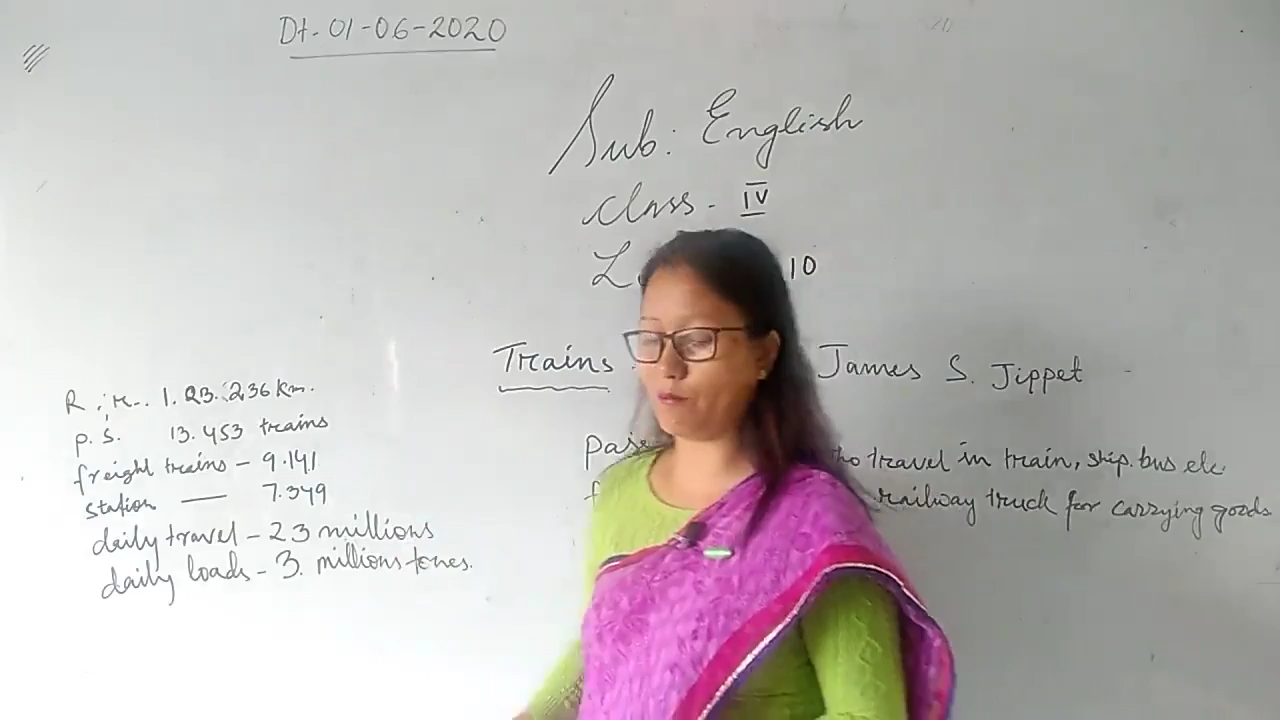 Dt. 01-06-2020
Sub: English
class - IV
10
Trains James S. Jippet
R. r.. 1. 23. 236 km.
p. s. 13.453 trains
freight trains - 9.141
station — 7.349
daily travel - 23 millions
daily loads - 3. millions tones.
to travel in train, ship. bus etc.
railway truck for carrying goods